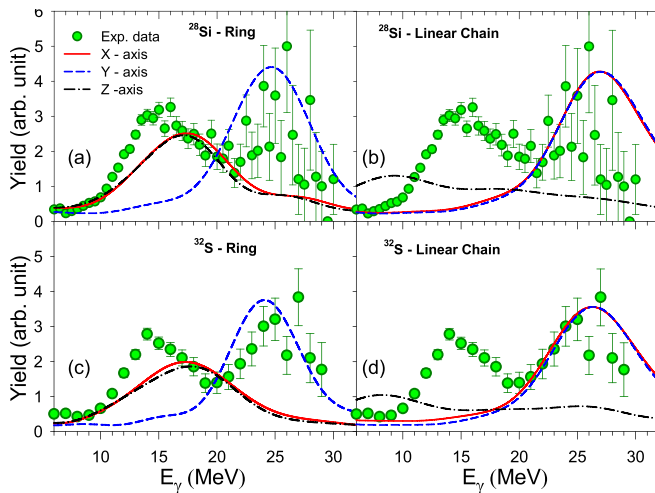 6
5
4
3
2
1
0
Yield (arb. unit)
Exp. data
X - axis
Y - axis
Z -axis
²⁸Si - Ring
(a)
²⁸Si - Linear Chain
(b)
5
4
3
2
1
0
Yield (arb. unit)
³²S - Ring
(c)
³²S - Linear Chain
(d)
10 15 20 25 30
10 15 20 25 30
Eγ (MeV)
Eγ (MeV)